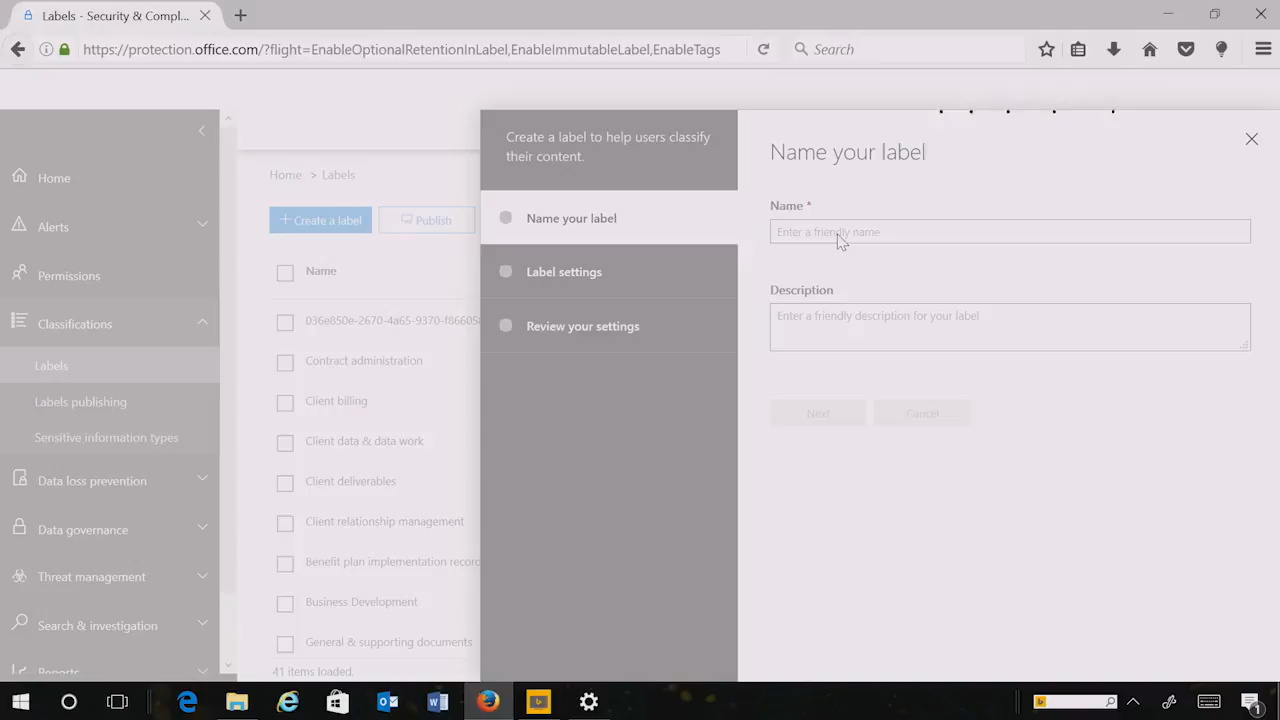 Labels - Security & Compl...
https://protection.office.com/?flight=EnableOptionalRetentionInLabel,EnableImmutableLabel,EnableTags
Search
Home
Alerts
Permissions
Classifications
Labels
Labels publishing
Sensitive information types
Data loss prevention
Data governance
Threat management
Search & investigation
Reports
Home > Labels
+ Create a label
Publish
Name
036e850e-2670-4a65-9370-f86605
Contract administration
Client billing
Client data & data work
Client deliverables
Client relationship management
Benefit plan implementation recor
Business Development
General & supporting documents
41 items loaded.
Create a label to help users classify
their content.
Name your label
Label settings
Review your settings
Name your label
Name *
Enter a friendly name
Description
Enter a friendly description for your label
Next
Cancel
1